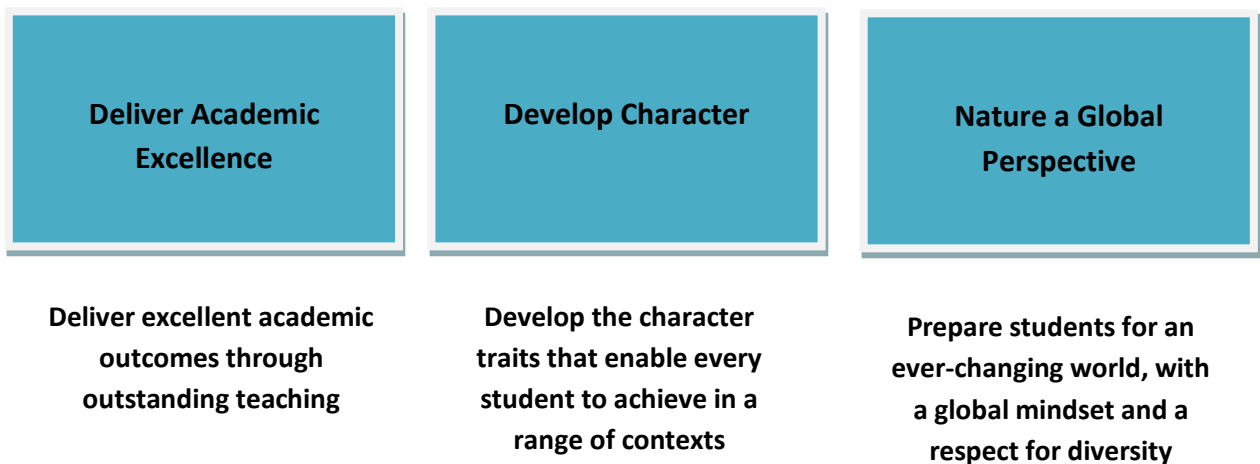 Deliver Academic
Excellence
Deliver excellent academic
outcomes through
outstanding teaching
Develop Character
Develop the character
traits that enable every
student to achieve in a
range of contexts
Nature a Global
Perspective
Prepare students for an
ever-changing world, with
a global mindset and a
respect for diversity